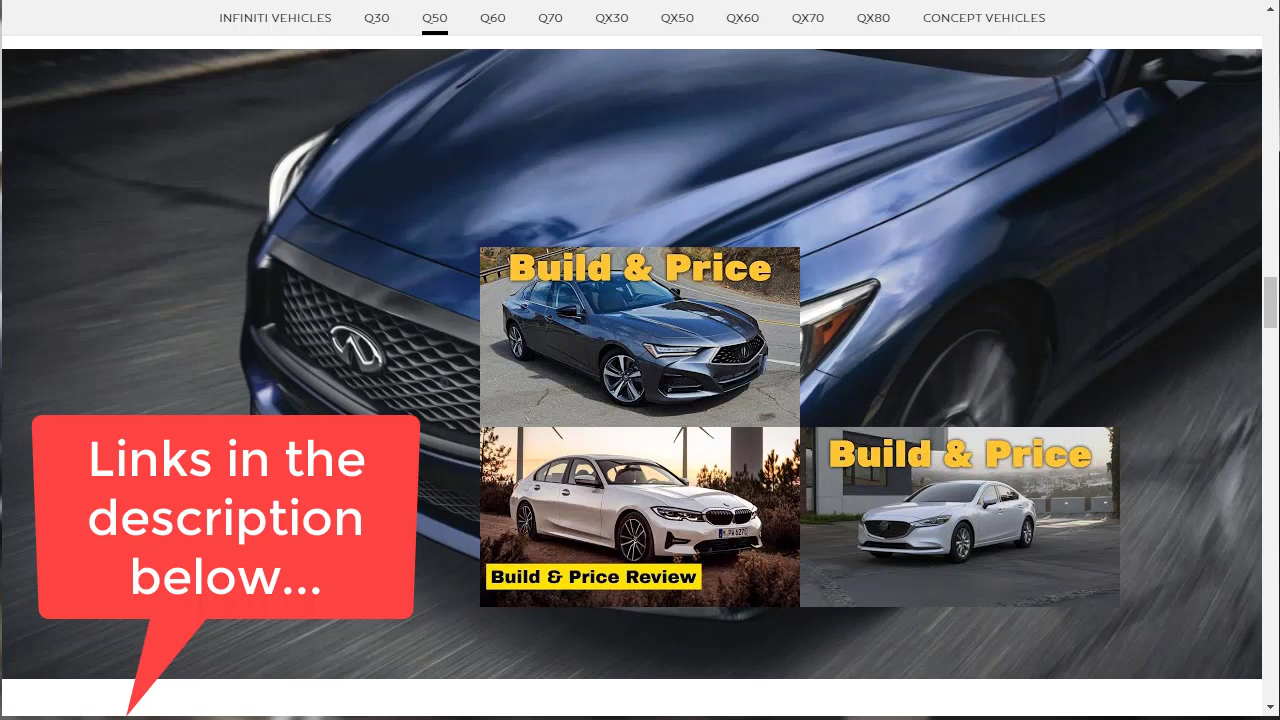 INFINITI VEHICLES Q30 Q50 Q60 Q70 QX30 QX50 QX60 QX70 QX80 CONCEPT VEHICLES
Build & Price
Build & Price
Links in the
description
below...
Build & Price Review